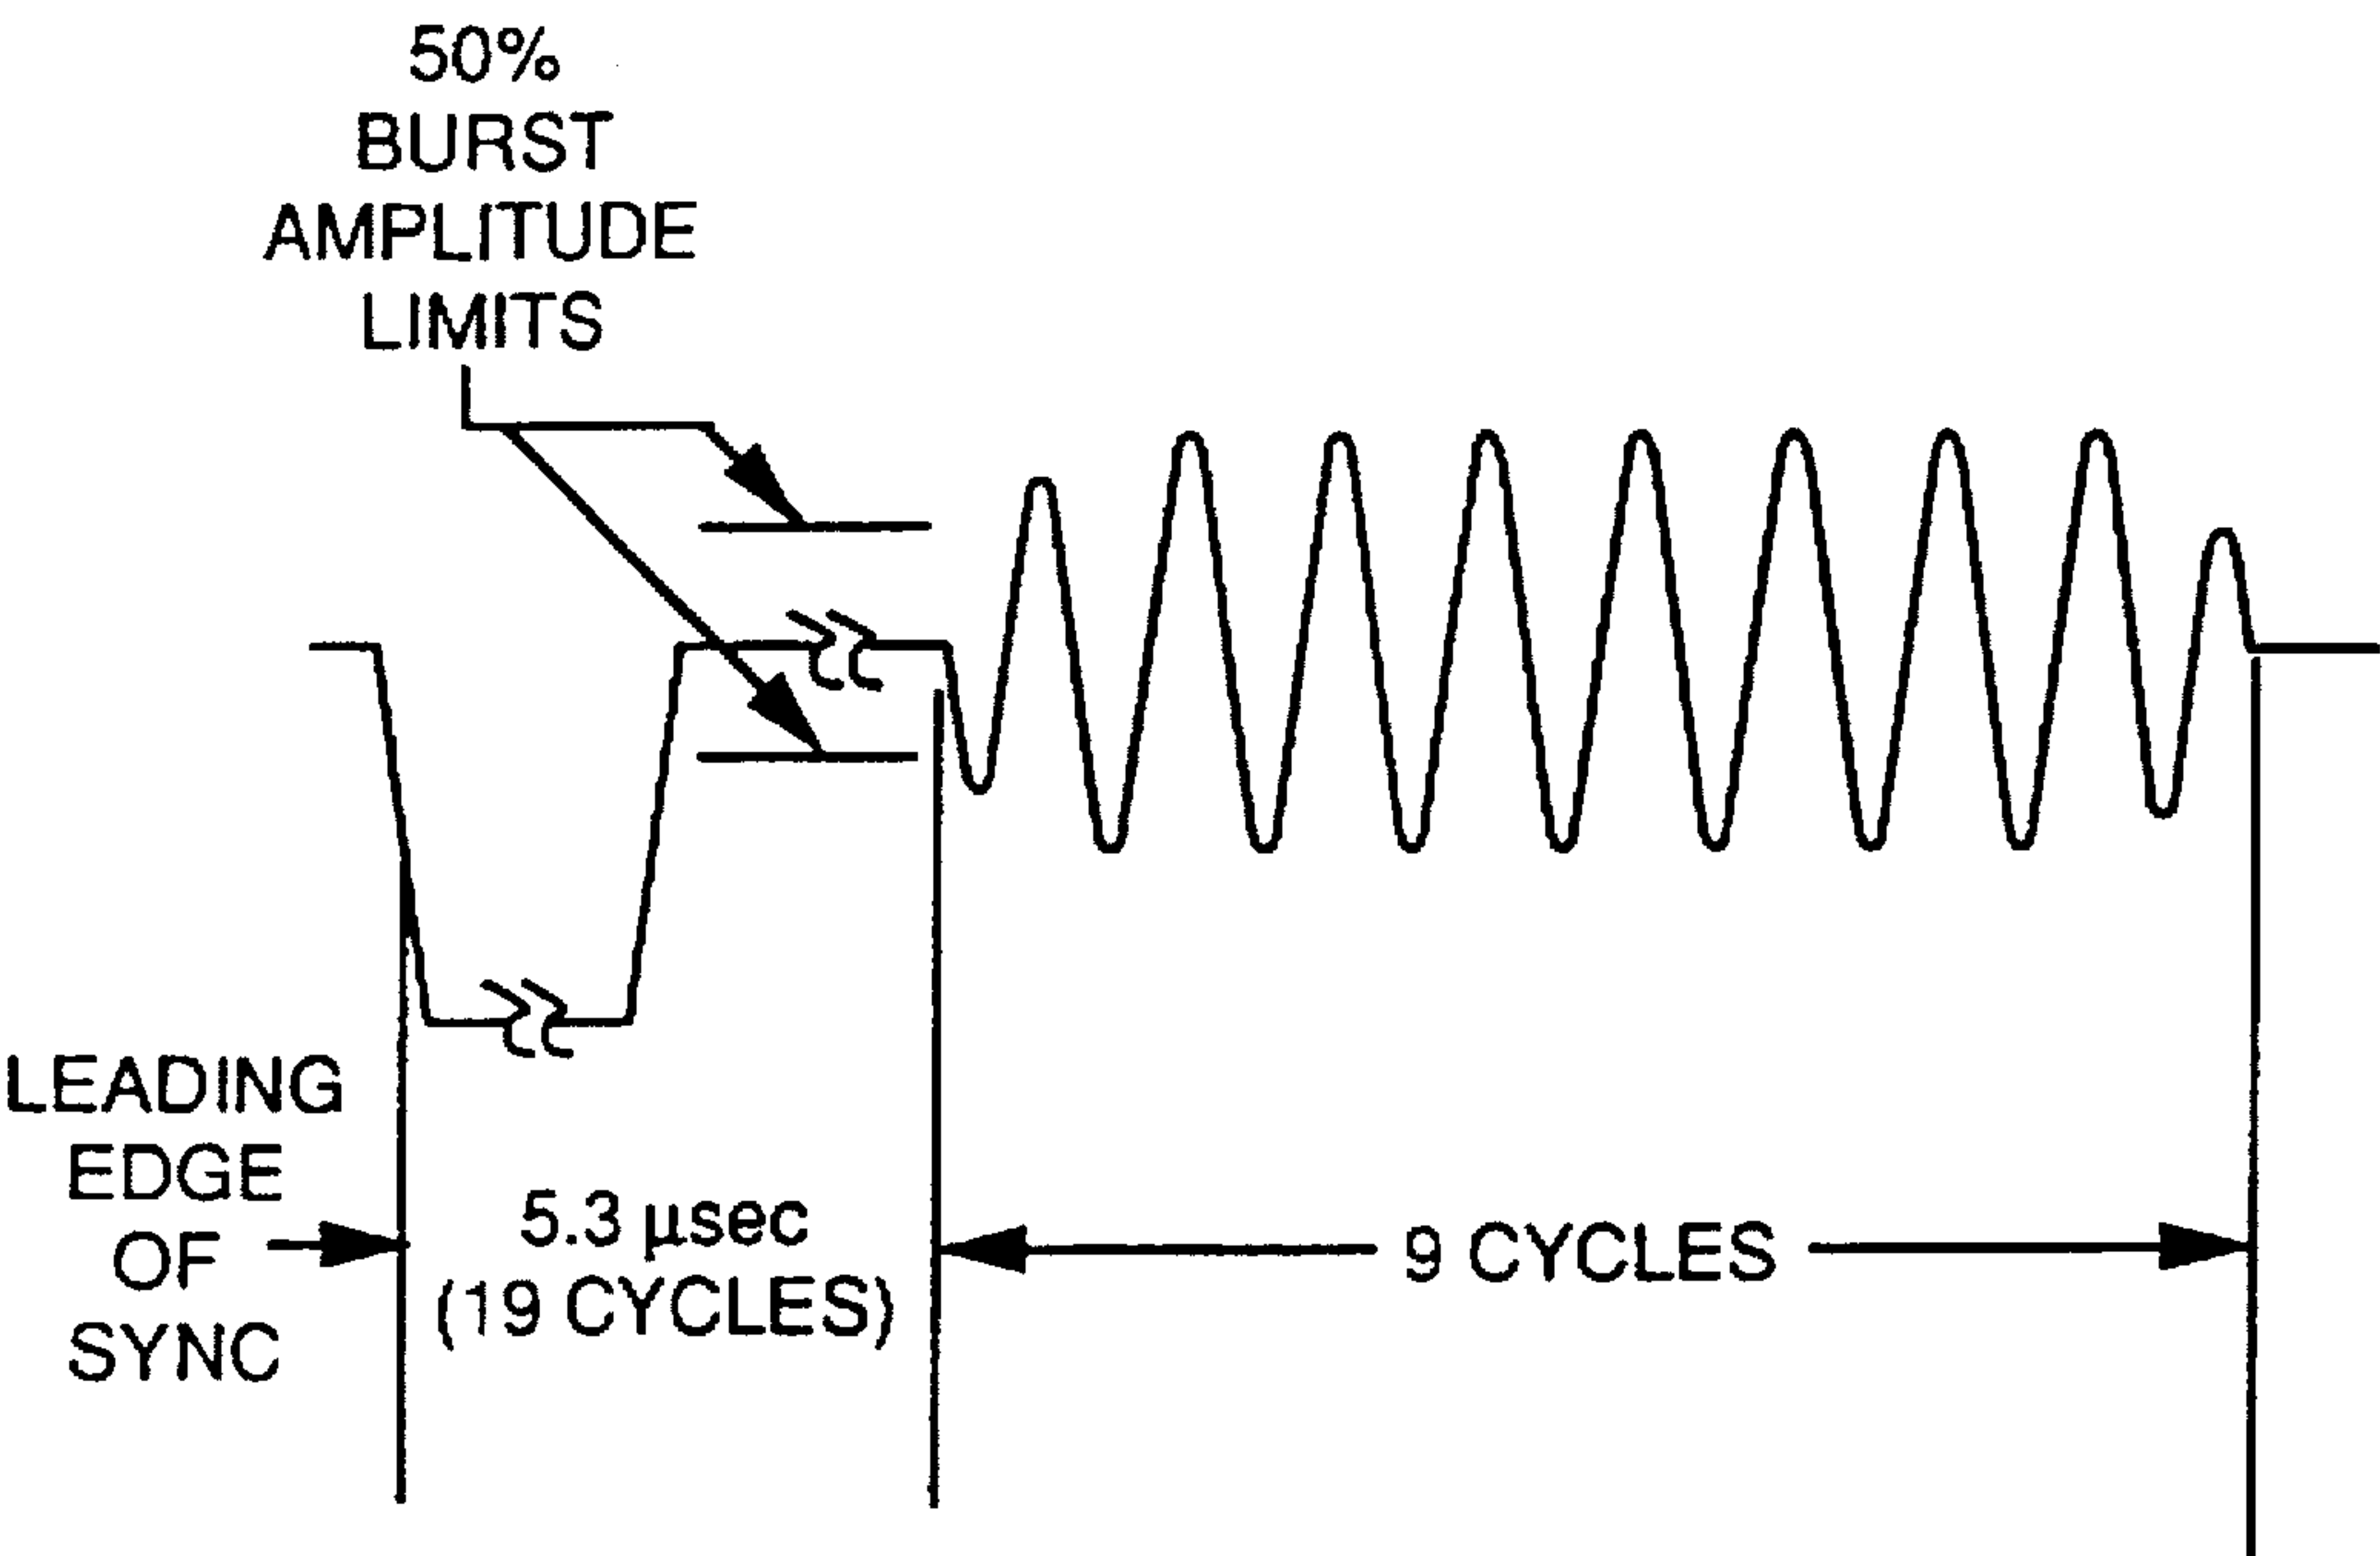 50%
BURST
AMPLITUDE
LIMITS
LEADING
EDGE
OF
SYNC
5.3 µsec
(19 CYCLES)
9 CYCLES